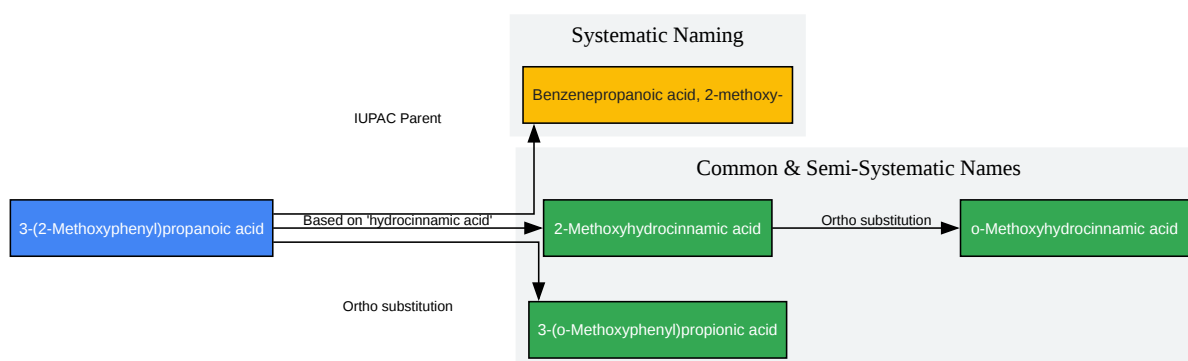 Systematic Naming
Benzenepropanoic acid, 2-methoxy-
IUPAC Parent
Common & Semi-Systematic Names
3-(2-Methoxyphenyl)propanoic acid
Based on 'hydrocinnamic acid'
2-Methoxyhydrocinnamic acid
Ortho substitution
o-Methoxyhydrocinnamic acid
Ortho substitution
3-(o-Methoxyphenyl)propionic acid